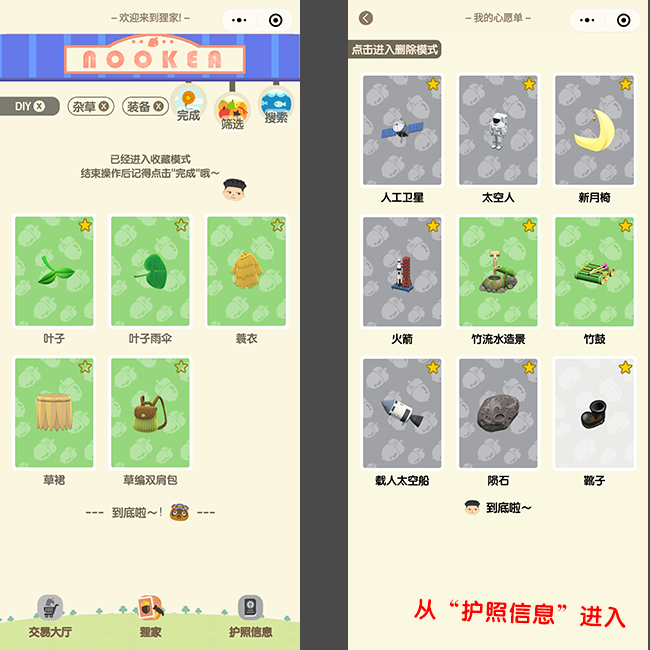 – 欢迎来到狸家! –
NOOKEA
DIY x
杂草 x
装备 x
完成
筛选
搜索
已经进入收藏模式
结束操作后记得点击"完成"哦～
叶子
叶子雨伞
蓑衣
草裙
草编双肩包
--- 到底啦～! ---
交易大厅
狸家
护照信息
– 我的心愿单 –
点击进入删除模式
人工卫星
太空人
新月椅
火箭
竹流水造景
竹鼓
载人太空船
陨石
靴子
到底啦～
从“护照信息”进入